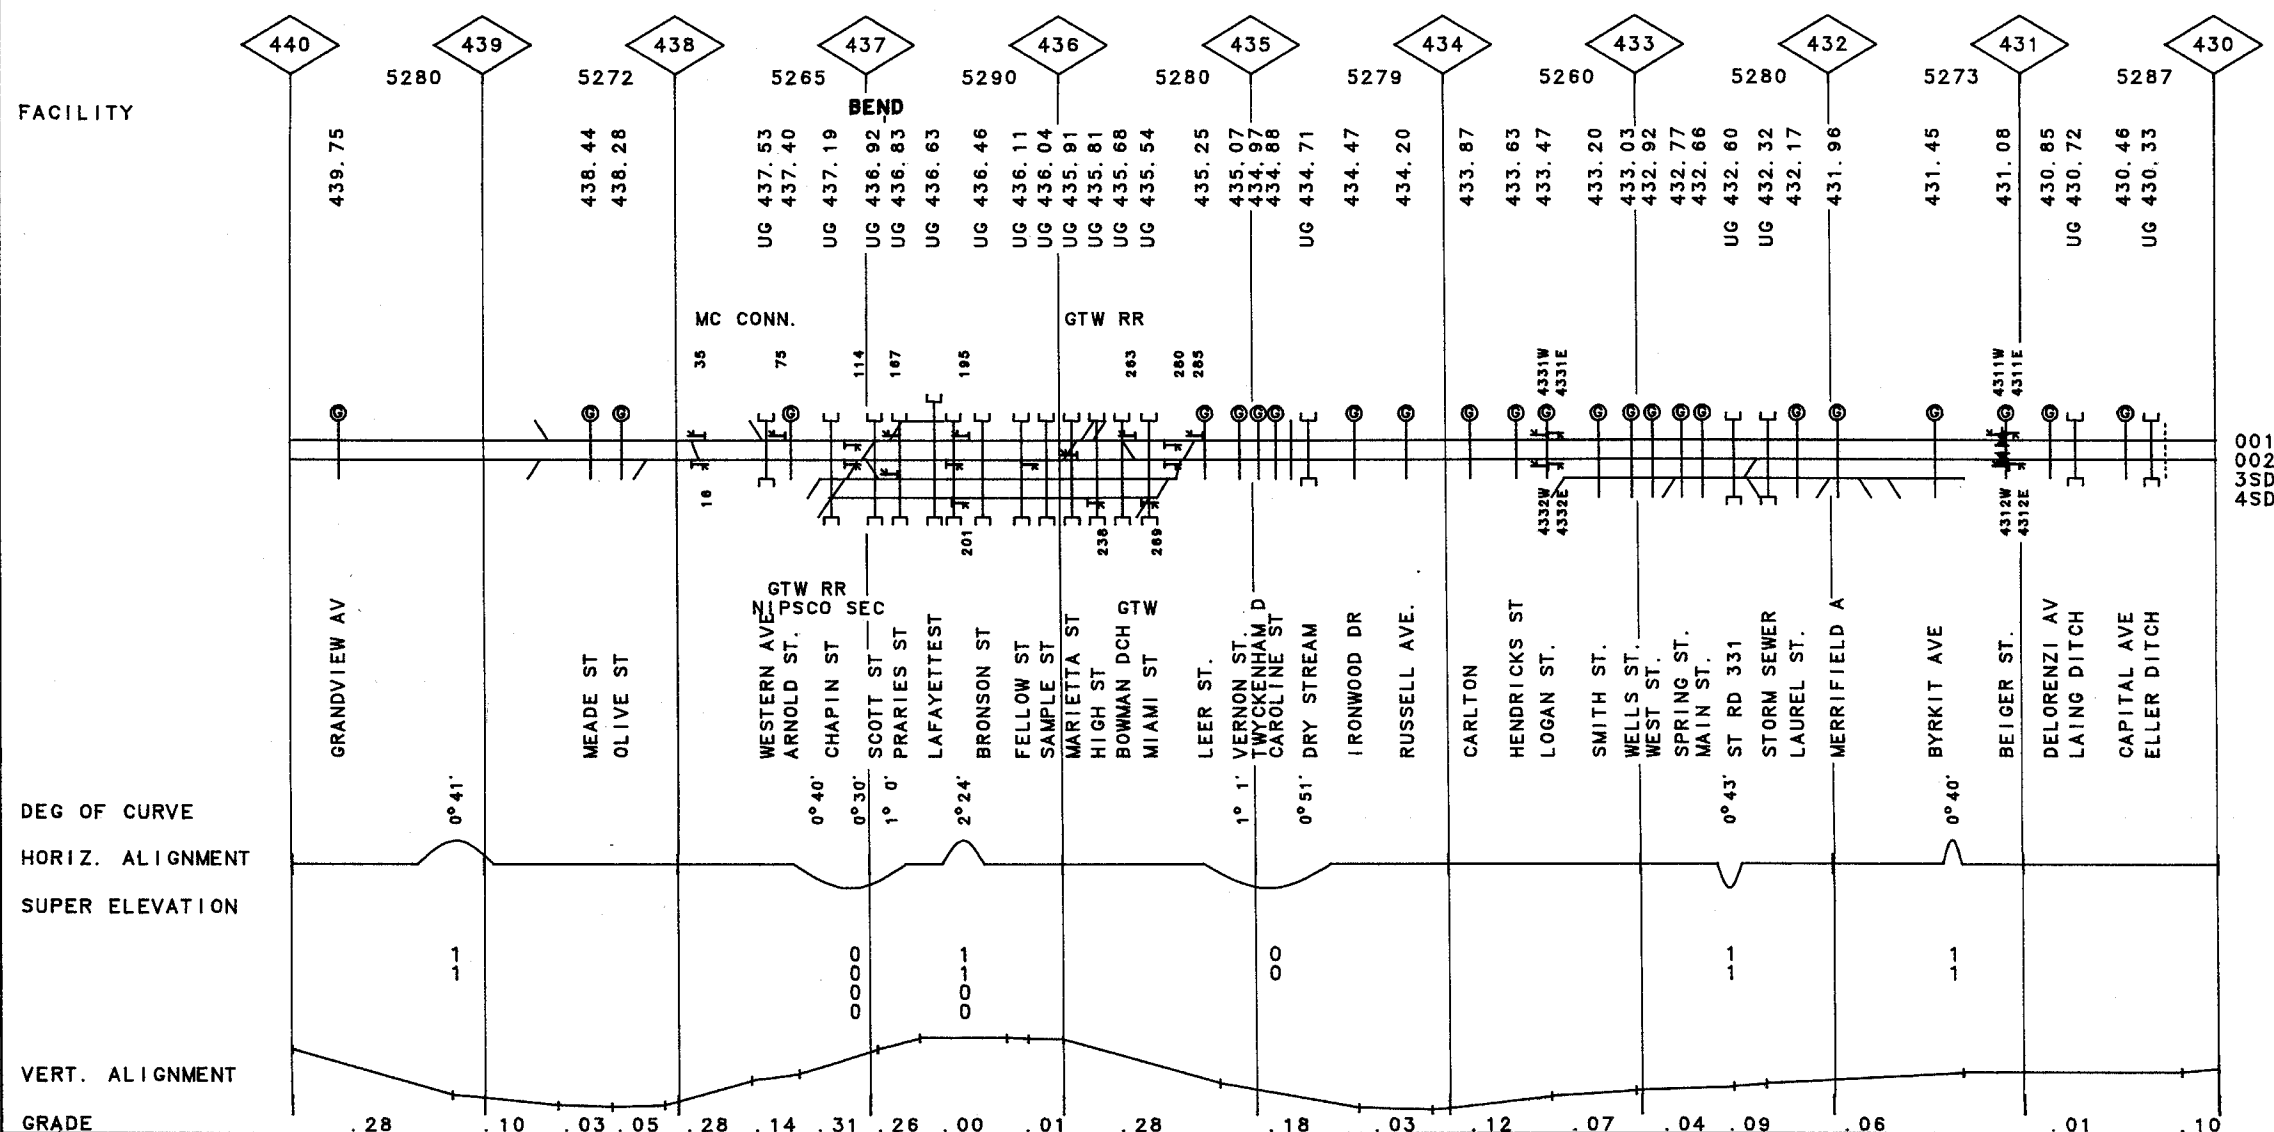 440 439 438 437 436 435 434 433 432 431 430
5280 5272 5265 5290 5280 5279 5260 5280 5273 5287
FACILITY
BEND
439.75
438.44
438.28
UG 437.53
437.40
UG 437.19
UG 436.92
UG 436.83
UG 436.63
UG 436.46
UG 436.11
UG 436.04
UG 435.91
UG 435.81
UG 435.68
UG 435.54
435.25
435.07
434.97
434.88
UG 434.71
434.47
434.20
433.87
433.63
433.47
433.20
433.03
432.92
432.77
432.66
UG 432.60
UG 432.32
432.17
431.96
431.45
431.08
430.85
UG 430.72
430.46
UG 430.33
MC CONN. GTW RR
35 75 114 167 195 263 280 285 4331W 4331E 4311W 4311E
G G G G G G G G G G G G G G G G G G G G G G G G
001
002
3SD
4SD
16 201 238 269 4332W 4332E 4312W 4312E
GTW RR
NIPSCO SEC GTW
GRANDVIEW AV
MEADE ST
OLIVE ST
WESTERN AVE
ARNOLD ST.
CHAPIN ST
SCOTT ST
PRARIES ST
LAFAYETTEST
BRONSON ST
FELLOW ST
SAMPLE ST
MARIETTA ST
HIGH ST
BOWMAN DCH
MIAMI ST
LEER ST.
VERNON ST.
TWYCKENHAM D
CAROLINE ST
DRY STREAM
IRONWOOD DR
RUSSELL AVE.
CARLTON
HENDRICKS ST
LOGAN ST.
SMITH ST.
WELLS ST.
WEST ST.
SPRING ST.
MAIN ST.
ST RD 331
STORM SEWER
LAUREL ST.
MERRIFIELD A
BYRKIT AVE
BEIGER ST.
DELORENZI AV
LAING DITCH
CAPITAL AVE
ELLER DITCH
DEG OF CURVE
0°41' 0°40' 0°30' 1° 0' 2°24' 1° 1' 0°51' 0°43' 0°40'
HORIZ. ALIGNMENT
SUPER ELEVATION
1 0 1 0 1 1
1 0 1 0 1 1
0 0
0 0
VERT. ALIGNMENT
GRADE .28 .10 .03 .05 .28 .14 .31 .26 .00 .01 .28 .18 .03 .12 .07 .04 .09 .06 .01 .10